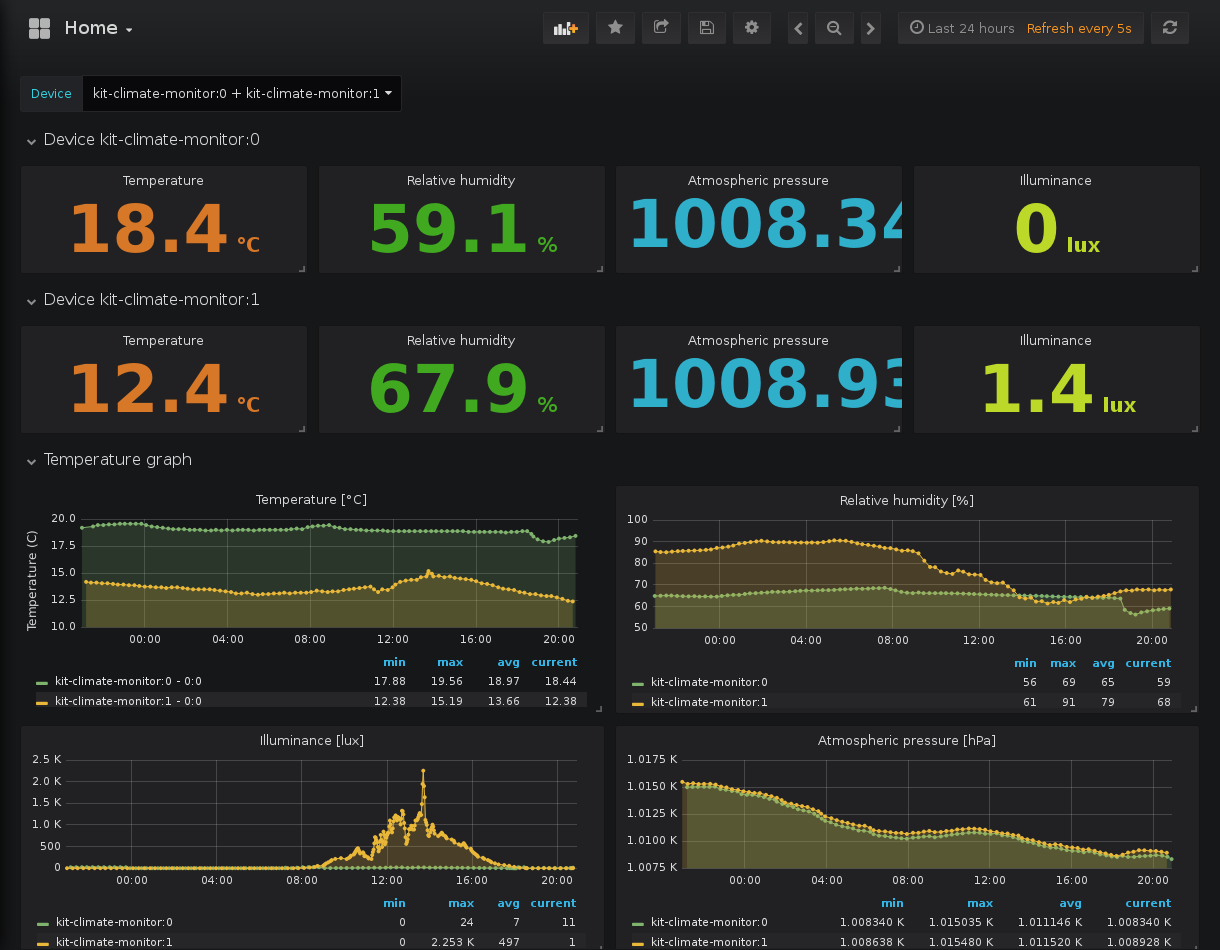 Home
Last 24 hours Refresh every 5s
Device kit-climate-monitor:0 + kit-climate-monitor:1
Device kit-climate-monitor:0
Temperature Relative humidity Atmospheric pressure Illuminance
18.4 °C 59.1 % 1008.34 0 lux
Device kit-climate-monitor:1
Temperature Relative humidity Atmospheric pressure Illuminance
12.4 °C 67.9 % 1008.93 1.4 lux
Temperature graph
Temperature [°C]
Temperature (C)
20.0
17.5
15.0
12.5
10.0
00:00 04:00 08:00 12:00 16:00 20:00
min max avg current
kit-climate-monitor:0 - 0:0 17.88 19.56 18.97 18.44
kit-climate-monitor:1 - 0:0 12.38 15.19 13.66 12.38
Relative humidity [%]
100
90
80
70
60
50
00:00 04:00 08:00 12:00 16:00 20:00
min max avg current
kit-climate-monitor:0 56 69 65 59
kit-climate-monitor:1 61 91 79 68
Illuminance [lux]
2.5 K
2.0 K
1.5 K
1.0 K
500
0
00:00 04:00 08:00 12:00 16:00 20:00
min max avg current
kit-climate-monitor:0 0 24 7 11
kit-climate-monitor:1 0 2.253 K 497 1
Atmospheric pressure [hPa]
1.0175 K
1.0150 K
1.0125 K
1.0100 K
1.0075 K
00:00 04:00 08:00 12:00 16:00 20:00
min max avg current
kit-climate-monitor:0 1.008340 K 1.015035 K 1.011146 K 1.008340 K
kit-climate-monitor:1 1.008638 K 1.015480 K 1.011520 K 1.008928 K